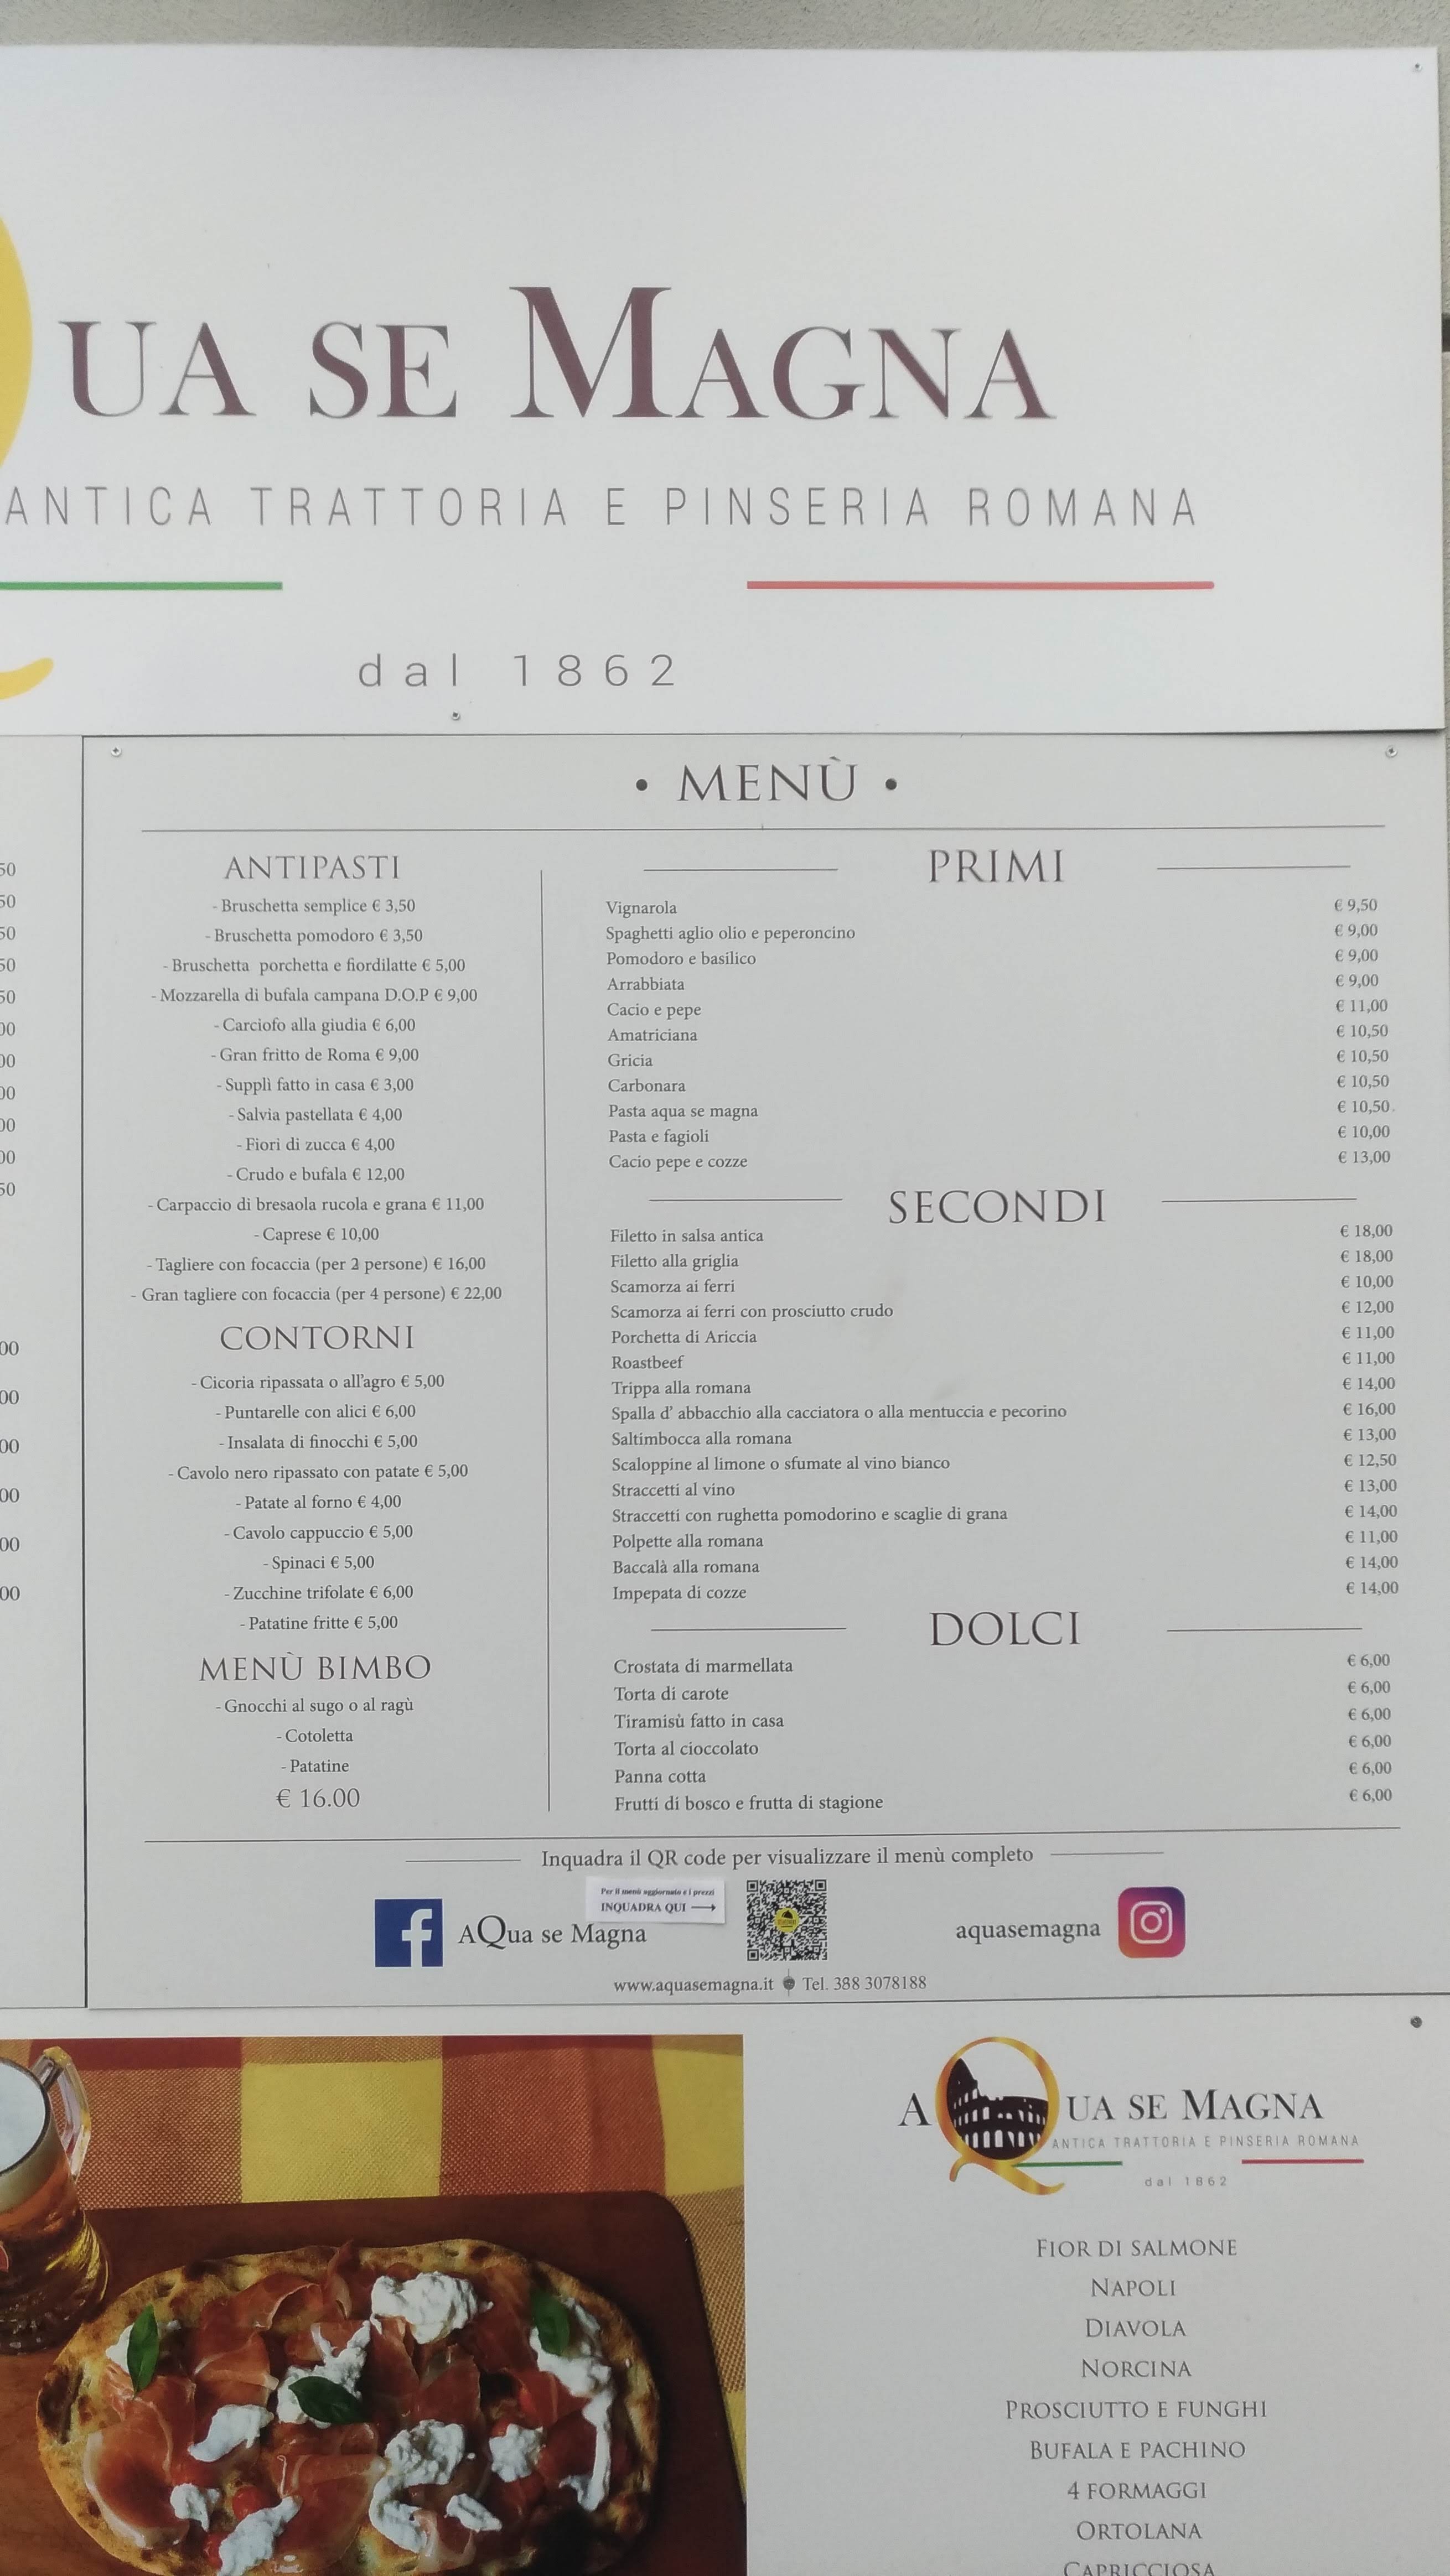 UA SE MAGNA
ANTICA TRATTORIA E PINSERIA ROMANA
dal 1862
• MENÙ •
ANTIPASTI
- Bruschetta semplice € 3,50
- Bruschetta pomodoro € 3,50
- Bruschetta porchetta e fiordilatte € 5,00
- Mozzarella di bufala campana D.O.P € 9,00
- Carciofo alla giudia € 6,00
- Gran fritto de Roma € 9,00
- Supplì fatto in casa € 3,00
- Salvia pastellata € 4,00
- Fiori di zucca € 4,00
- Crudo e bufala € 12,00
- Carpaccio di bresaola rucola e grana € 11,00
- Caprese € 10,00
- Tagliere con focaccia (per 2 persone) € 16,00
- Gran tagliere con focaccia (per 4 persone) € 22,00
CONTORNI
- Cicoria ripassata o all'agro € 5,00
- Puntarelle con alici € 6,00
- Insalata di finocchi € 5,00
- Cavolo nero ripassato con patate € 5,00
- Patate al forno € 4,00
- Cavolo cappuccio € 5,00
- Spinaci € 5,00
- Zucchine trifolate € 6,00
- Patatine fritte € 5,00
MENÙ BIMBO
- Gnocchi al sugo o al ragù
- Cotoletta
- Patatine
€ 16.00
PRIMI
Vignarola € 9,50
Spaghetti aglio olio e peperoncino € 9,00
Pomodoro e basilico € 9,00
Arrabbiata € 9,00
Cacio e pepe € 11,00
Amatriciana € 10,50
Gricia € 10,50
Carbonara € 10,50
Pasta aqua se magna € 10,50
Pasta e fagioli € 10,00
Cacio pepe e cozze € 13,00
SECONDI
Filetto in salsa antica € 18,00
Filetto alla griglia € 18,00
Scamorza ai ferri € 10,00
Scamorza ai ferri con prosciutto crudo € 12,00
Porchetta di Ariccia € 11,00
Roastbeef € 11,00
Trippa alla romana € 14,00
Spalla d' abbacchio alla cacciatora o alla mentuccia e pecorino € 16,00
Saltimbocca alla romana € 13,00
Scaloppine al limone o sfumate al vino bianco € 12,50
Straccetti al vino € 13,00
Straccetti con rughetta pomodorino e scaglie di grana € 14,00
Polpette alla romana € 11,00
Baccalà alla romana € 14,00
Impepata di cozze € 14,00
DOLCI
Crostata di marmellata € 6,00
Torta di carote € 6,00
Tiramisù fatto in casa € 6,00
Torta al cioccolato € 6,00
Panna cotta € 6,00
Frutti di bosco e frutta di stagione € 6,00
Inquadra il QR code per visualizzare il menù completo
Per il menù aggiornato e i prezzi
INQUADRA QUI
AQua se Magna
aquasemagna
www.aquasemagna.it Tel. 388 3078188
AQUA SE MAGNA
ANTICA TRATTORIA E PINSERIA ROMANA
dal 1862
FIOR DI SALMONE
NAPOLI
DIAVOLA
NORCINA
PROSCIUTTO E FUNGHI
BUFALA E PACHINO
4 FORMAGGI
ORTOLANA
CAPRICCIOSA